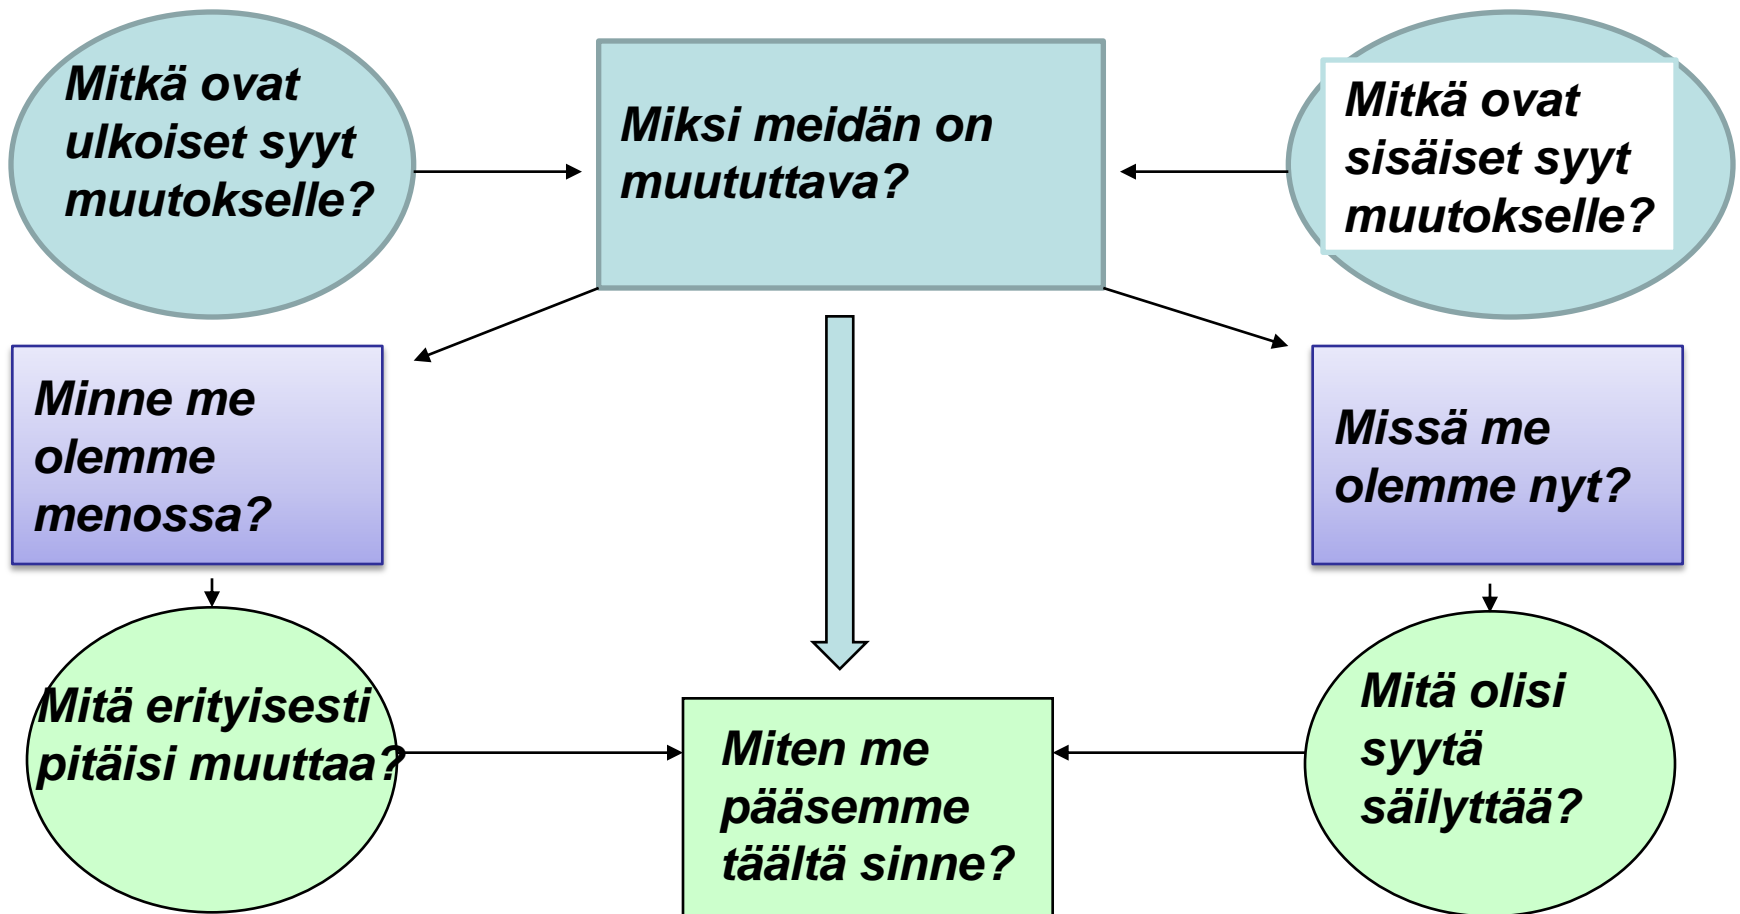 Mitkä ovat
ulkoiset syyt
muutokselle?
Miksi meidän on
muututtava?
Mitkä ovat
sisäiset syyt
muutokselle?
Minne me
olemme
menossa?
Missä me
olemme nyt?
Mitä erityisesti
pitäisi muuttaa?
Miten me
pääsemme
täältä sinne?
Mitä olisi
syytä
säilyttää?